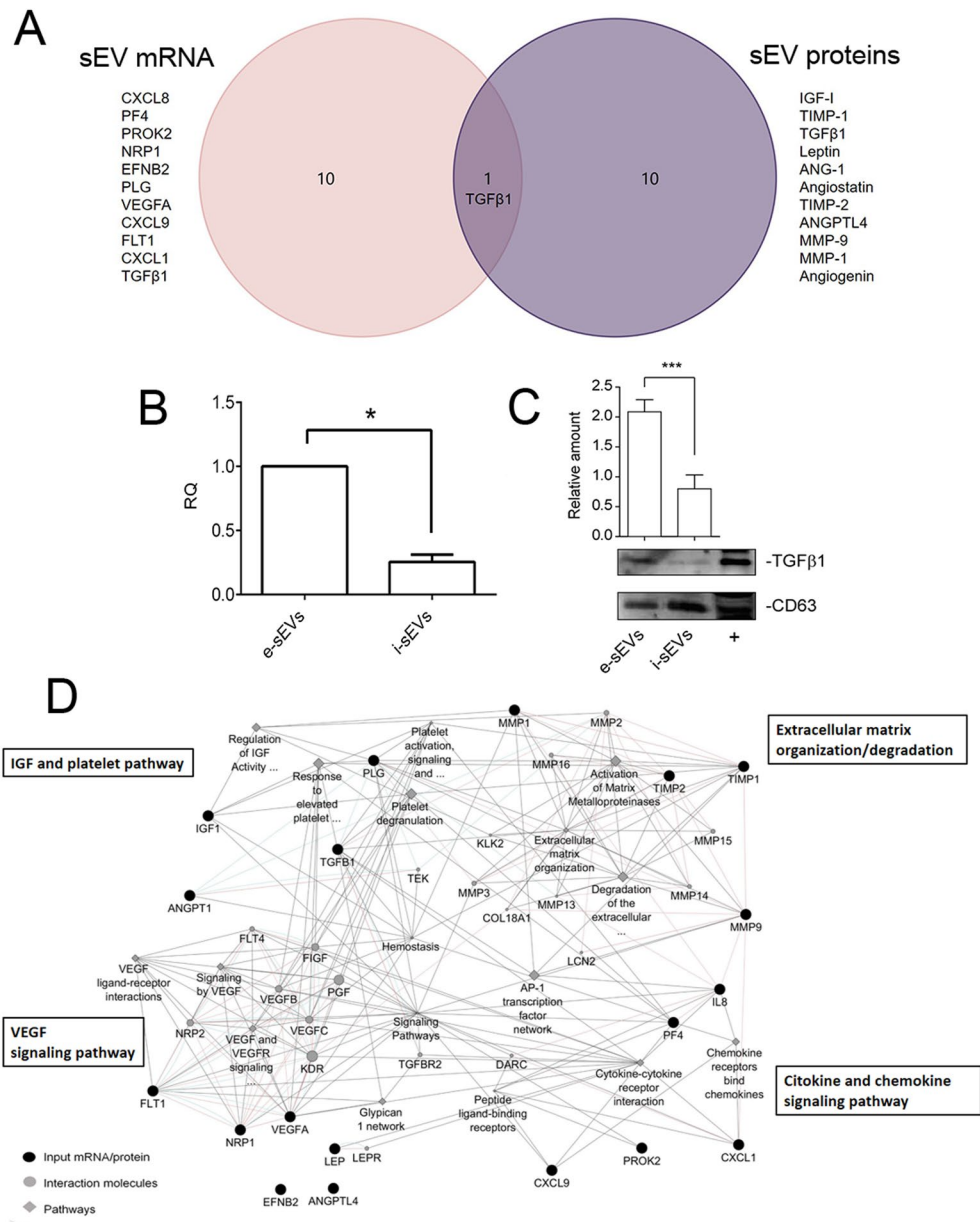 A
sEV mRNA
CXCL8
PF4
PROK2
NRP1
EFNB2
PLG
VEGFA
CXCL9
FLT1
CXCL1
TGFβ1
10
1
TGFβ1
10
sEV proteins
IGF-I
TIMP-1
TGFβ1
Leptin
ANG-1
Angiostatin
TIMP-2
ANGPTL4
MMP-9
MMP-1
Angiogenin
B
RQ
1.5
1.0
0.5
0.0
*
e-sEVs
i-sEVs
C
Relative amount
2.5
2.0
1.5
1.0
0.5
0.0
***
-TGFβ1
-CD63
e-sEVs
i-sEVs
+
D
IGF and platelet pathway
Extracellular matrix
organization/degradation
VEGF
signaling pathway
Citokine and chemokine
signaling pathway
Regulation
of IGF
Activity ...
Platelet
activation,
signaling
and ...
Response
to
elevated
platelet ...
PLG
Platelet
degranulation
IGF1
TGFB1
TEK
ANGPT1
MMP1
MMP2
MMP16
Activation
of Matrix
Metalloproteinases
TIMP2
TIMP1
KLK2
Extracellular
matrix
organization
MMP15
MMP3
MMP13
COL18A1
Degradation
of the
extracellular
...
MMP14
MMP9
LCN2
Hemostasis
FLT4
FIGF
VEGF
ligand-receptor
interactions
Signaling
by VEGF
VEGFB
PGF
NRP2
VEGF and
VEGFR
signaling
...
VEGFC
KDR
Signaling
Pathways
TGFBR2
AP-1
transcription
factor
network
IL8
PF4
DARC
Cytokine-cytokine
receptor
interaction
Chemokine
receptors
bind
chemokines
FLT1
NRP1
VEGFA
Glypican
1 network
Peptide
ligand-binding
receptors
LEP
LEPR
CXCL9
PROK2
CXCL1
EFNB2
ANGPTL4
Input mRNA/protein
Interaction molecules
Pathways